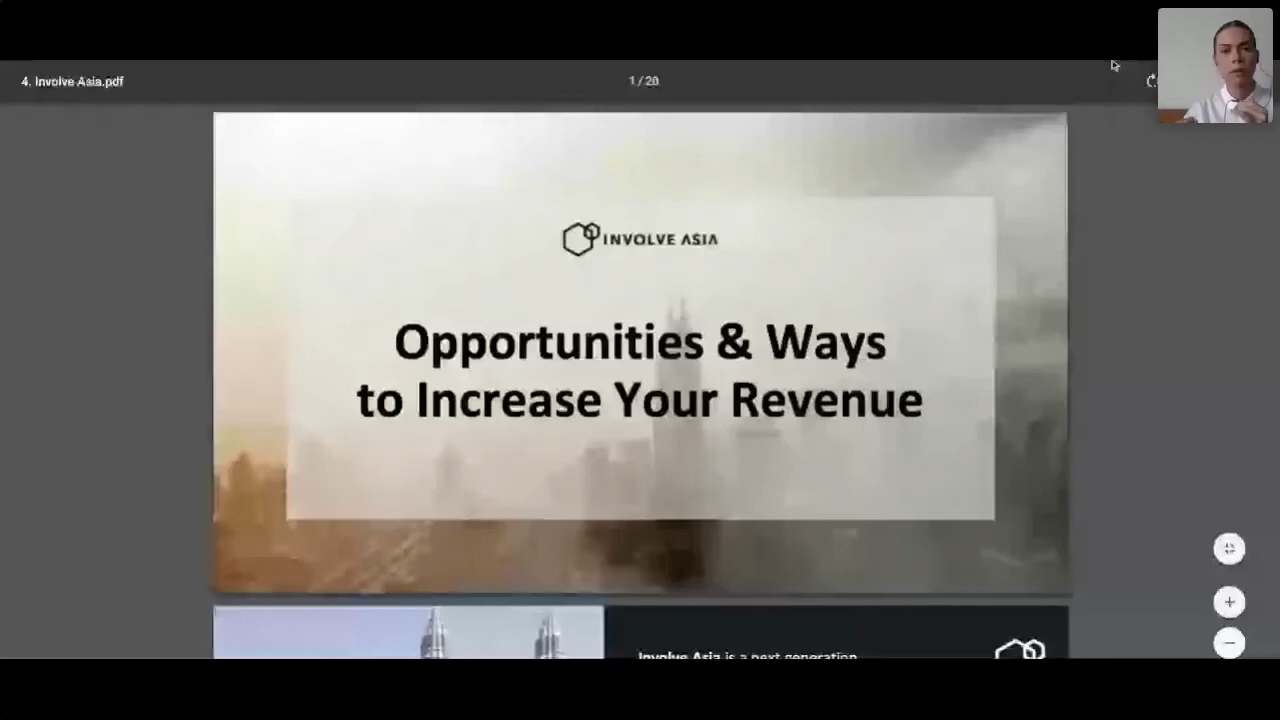 4. Involve Asia.pdf
1 / 20
INVOLVE ASIA
Opportunities & Ways
to Increase Your Revenue
Involve Asia is a next generation